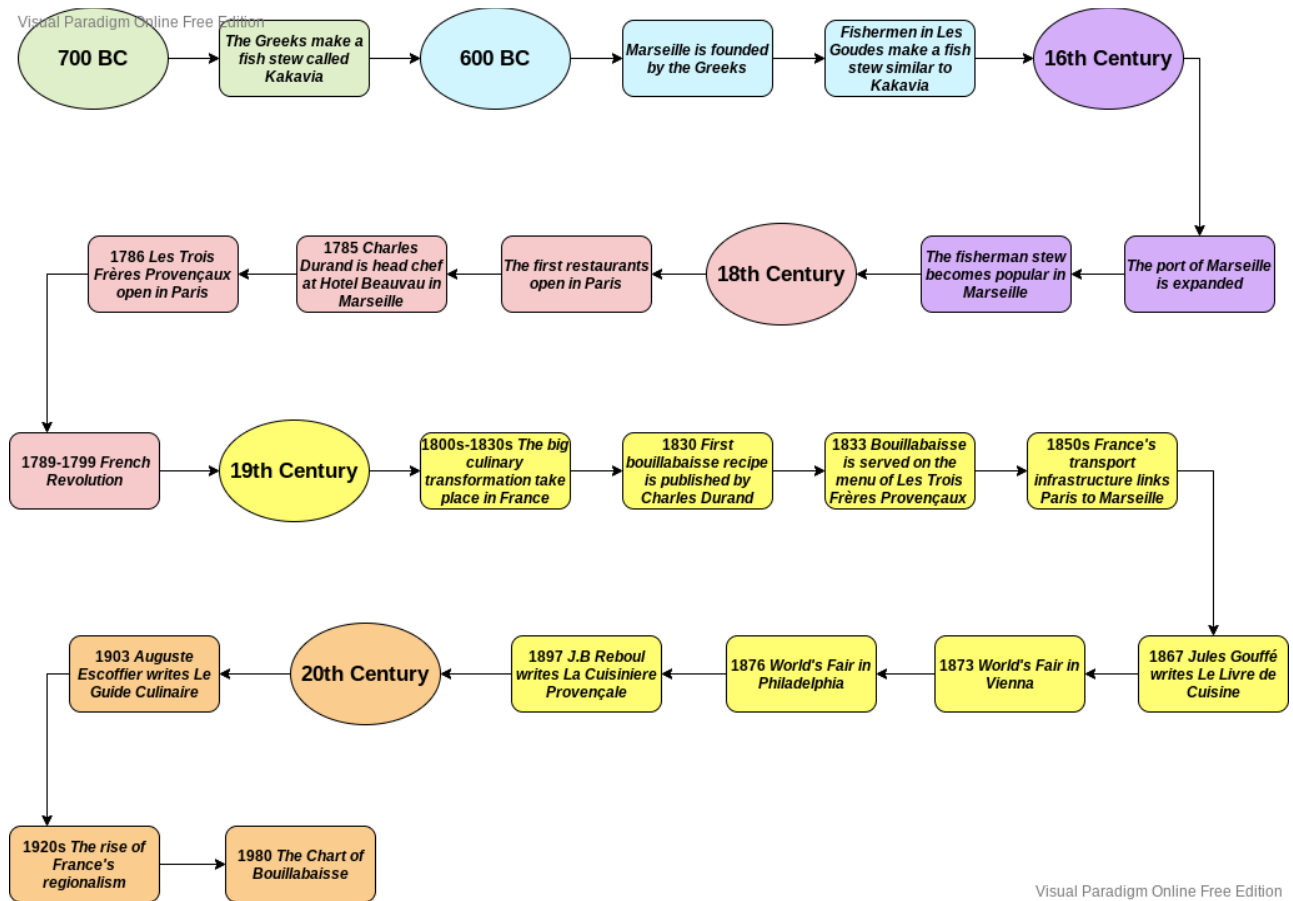 Visual Paradigm Online Free Edition
700 BC
The Greeks make a
fish stew called
Kakavia
600 BC
Marseille is founded
by the Greeks
Fishermen in Les
Goudes make a fish
stew similar to
Kakavia
16th Century
The port of Marseille
is expanded
The fisherman stew
becomes popular in
Marseille
18th Century
The first restaurants
open in Paris
1785 Charles
Durand is head chef
at Hotel Beauvau in
Marseille
1786 Les Trois
Frères Provençaux
open in Paris
1789-1799 French
Revolution
19th Century
1800s-1830s The big
culinary
transformation take
place in France
1830 First
bouillabaisse recipe
is published by
Charles Durand
1833 Bouillabaisse
is served on the
menu of Les Trois
Frères Provençaux
1850s France's
transport
infrastructure links
Paris to Marseille
1867 Jules Gouffé
writes Le Livre de
Cuisine
1873 World's Fair in
Vienna
1876 World's Fair in
Philadelphia
1897 J.B Reboul
writes La Cuisiniere
Provençale
20th Century
1903 Auguste
Escoffier writes Le
Guide Culinaire
1920s The rise of
France's
regionalism
1980 The Chart of
Bouillabaisse
Visual Paradigm Online Free Edition